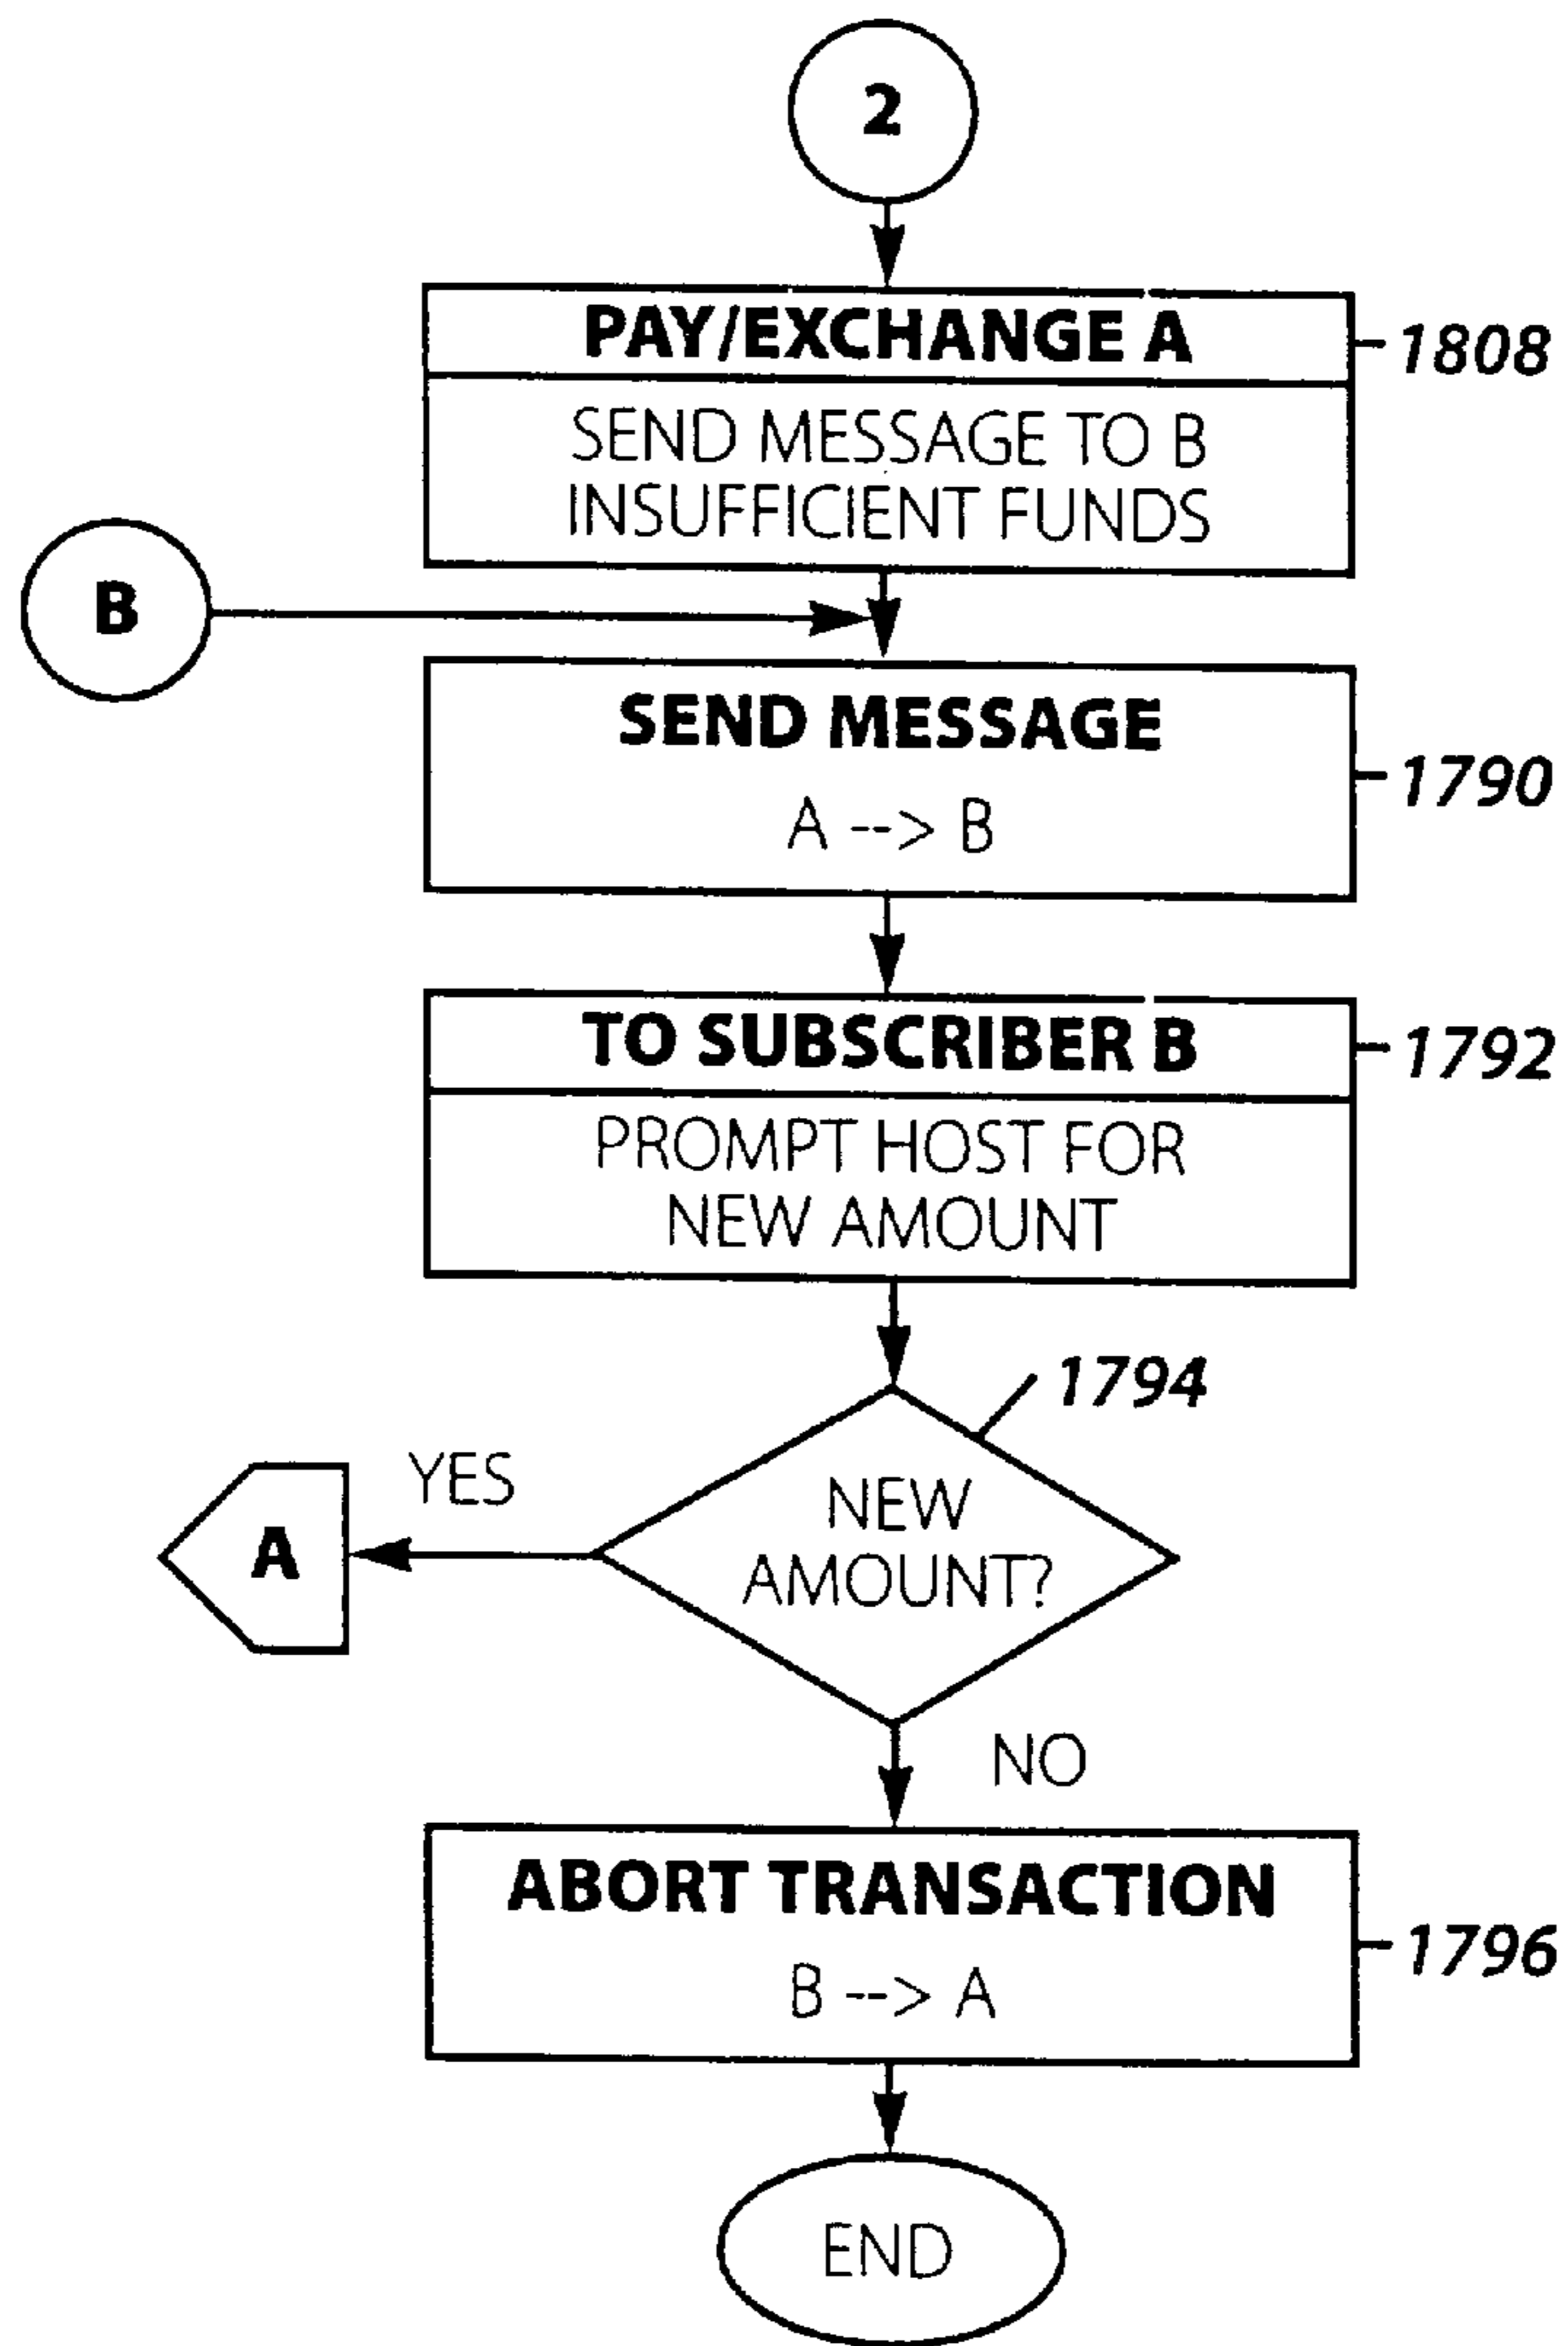 2
PAY/EXCHANGE A
1808
SEND MESSAGE TO B
INSUFFICIENT FUNDS
B
SEND MESSAGE
1790
A --> B
TO SUBSCRIBER B
1792
PROMPT HOST FOR
NEW AMOUNT
1794
YES
NEW
A
AMOUNT?
NO
ABORT TRANSACTION
1796
B --> A
END